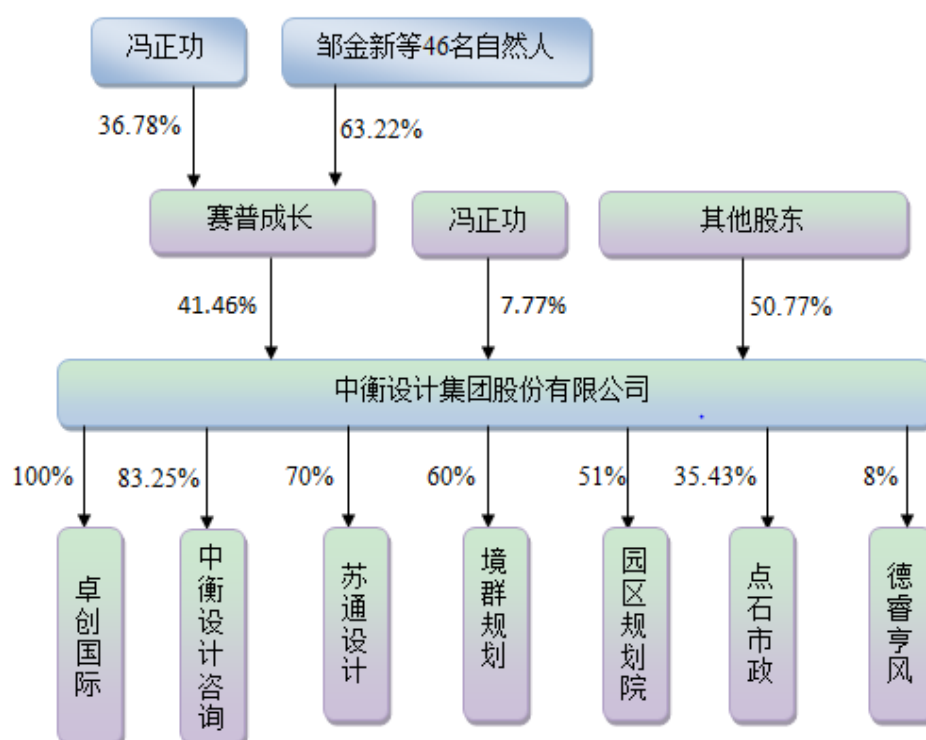 冯正功
邹金新等46名自然人
36.78%
63.22%
赛普成长
冯正功
其他股东
41.46%
7.77%
50.77%
中衡设计集团股份有限公司
100%
83.25%
70%
60%
51%
35.43%
8%
卓创国际
中衡设计咨询
苏通设计
境群规划
园区规划院
点石市政
德睿亨风